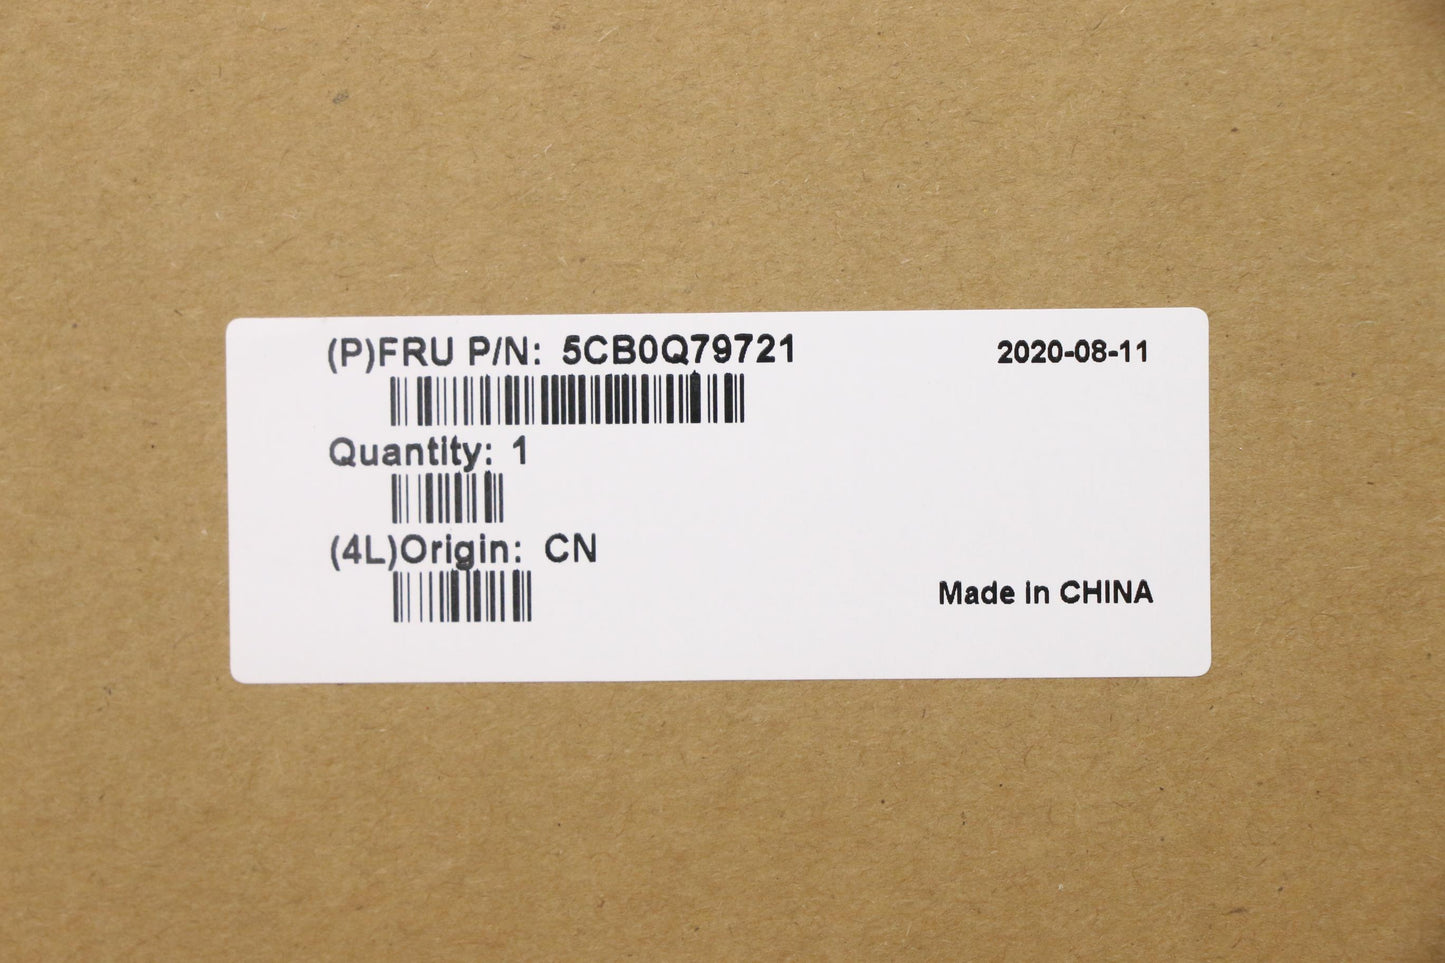 (P)FRU P/N: 5CB0Q79721
2020-08-11
Quantity: 1
(4L)Origin: CN
Made in CHINA